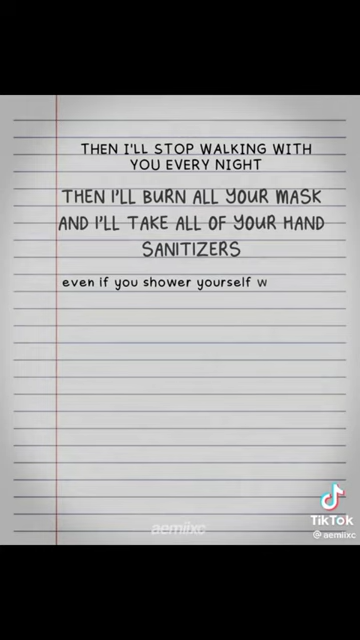 THEN I'LL STOP WALKING WITH
YOU EVERY NIGHT
THEN I'LL BURN ALL YOUR MASK
AND I'LL TAKE ALL OF YOUR HAND
SANITIZERS
even if you shower yourself w
aemiixc
TikTok
@aemiixc